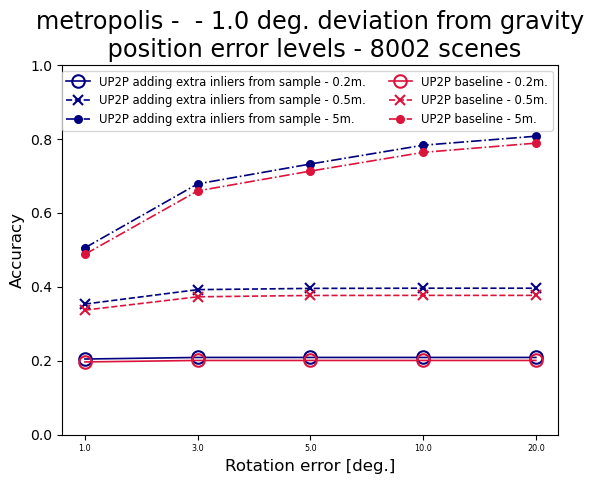 metropolis -  - 1.0 deg. deviation from gravity
position error levels - 8002 scenes
UP2P adding extra inliers from sample - 0.2m.
UP2P adding extra inliers from sample - 0.5m.
UP2P adding extra inliers from sample - 5m.
UP2P baseline - 0.2m.
UP2P baseline - 0.5m.
UP2P baseline - 5m.
Accuracy
1.0
0.8
0.6
0.4
0.2
0.0
1.0 3.0 5.0 10.0 20.0
Rotation error [deg.]